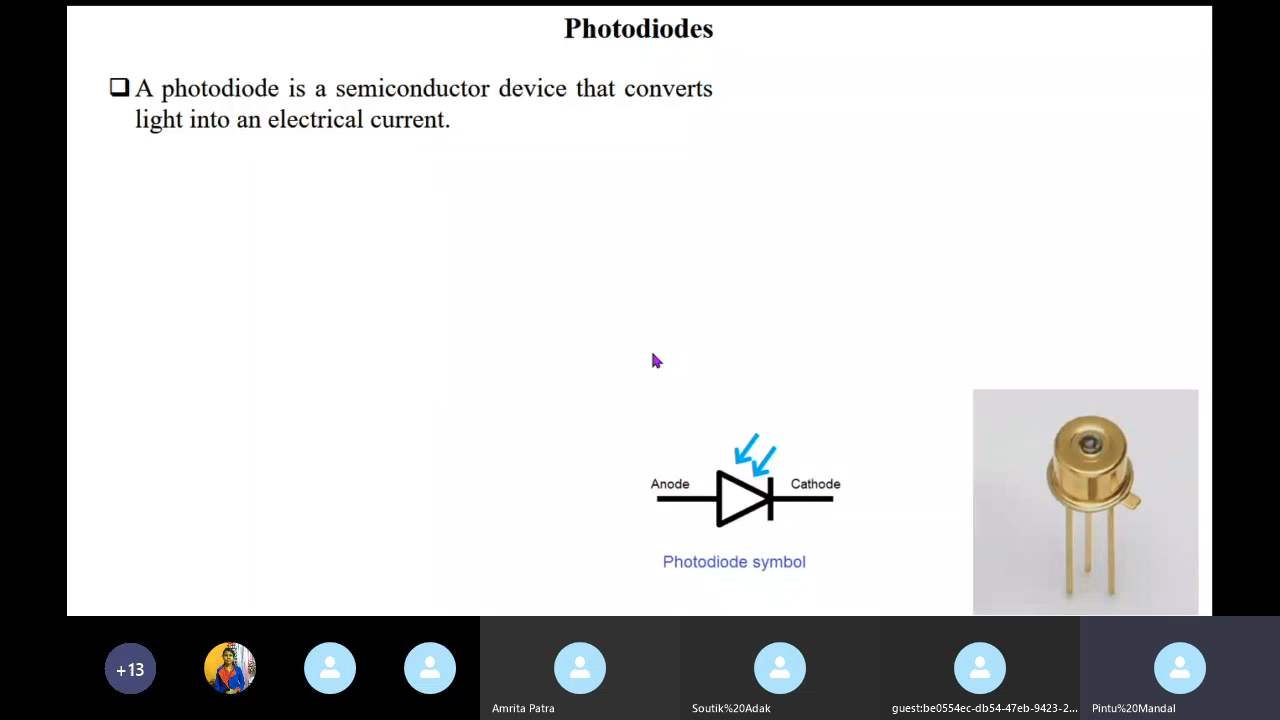 Photodiodes
❑ A photodiode is a semiconductor device that converts
light into an electrical current.
Anode
Cathode
Photodiode symbol
+13
Amrita Patra
Soutik%20Adak
guest:be0554ec-db54-47eb-9423-2...
Pintu%20Mandal